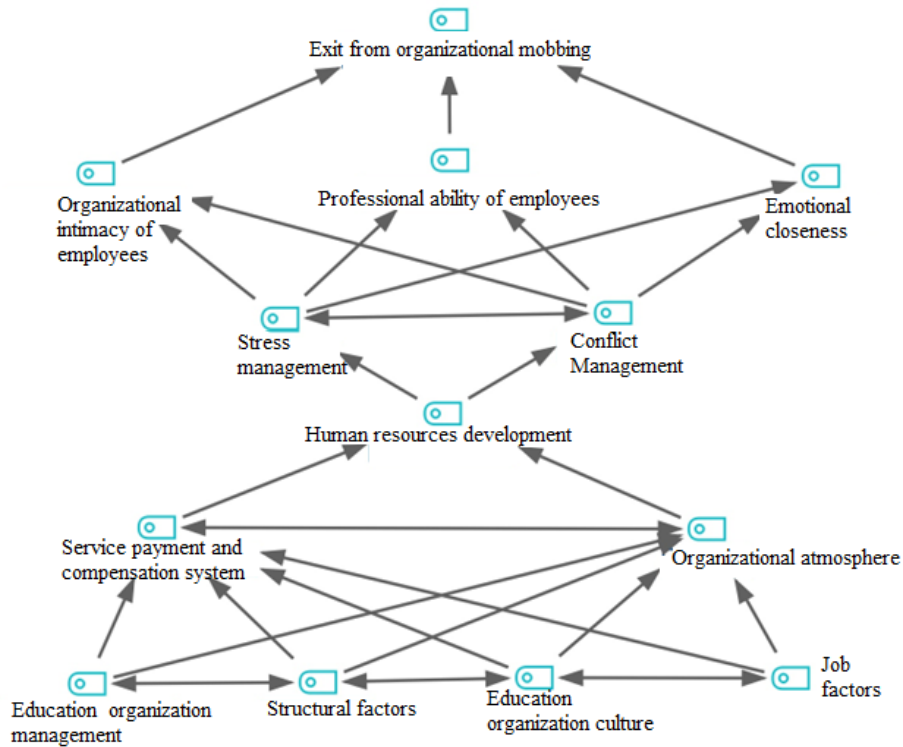 Exit from organizational mobbing
Organizational
intimacy of
employees
Professional ability of employees
Emotional
closeness
Stress
management
Conflict
Management
Human resources development
Service payment and
compensation system
Organizational atmosphere
Education organization
management
Structural factors
Education
organization culture
Job
factors